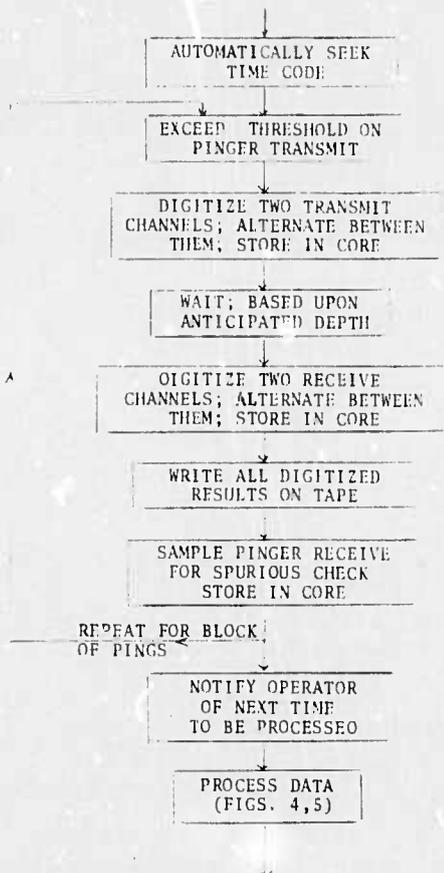 AUTOMATICALLY SEEK
TIME CODE
EXCEED THRESHOLD ON
PINGER TRANSMIT
DIGITIZE TWO TRANSMIT
CHANNELS; ALTERNATE BETWEEN
THEM; STORE IN CORE
WAIT; BASED UPON
ANTICIPATED DEPTH
OIGITIZE TWO RECEIVE
CHANNELS; ALTERNATE BETWEEN
THEM; STORE IN CORE
WRITE ALL DIGITIZED
RESULTS ON TAPE
SAMPLE PINGER RECEIVE
FOR SPURIOUS CHECK
STORE IN CORE
REPEAT FOR BLOCK
OF PINGS
NOTIFY OPERATOR
OF NEXT TIME
TO BE PROCESSEO
PROCESS DATA
(FIGS. 4,5)